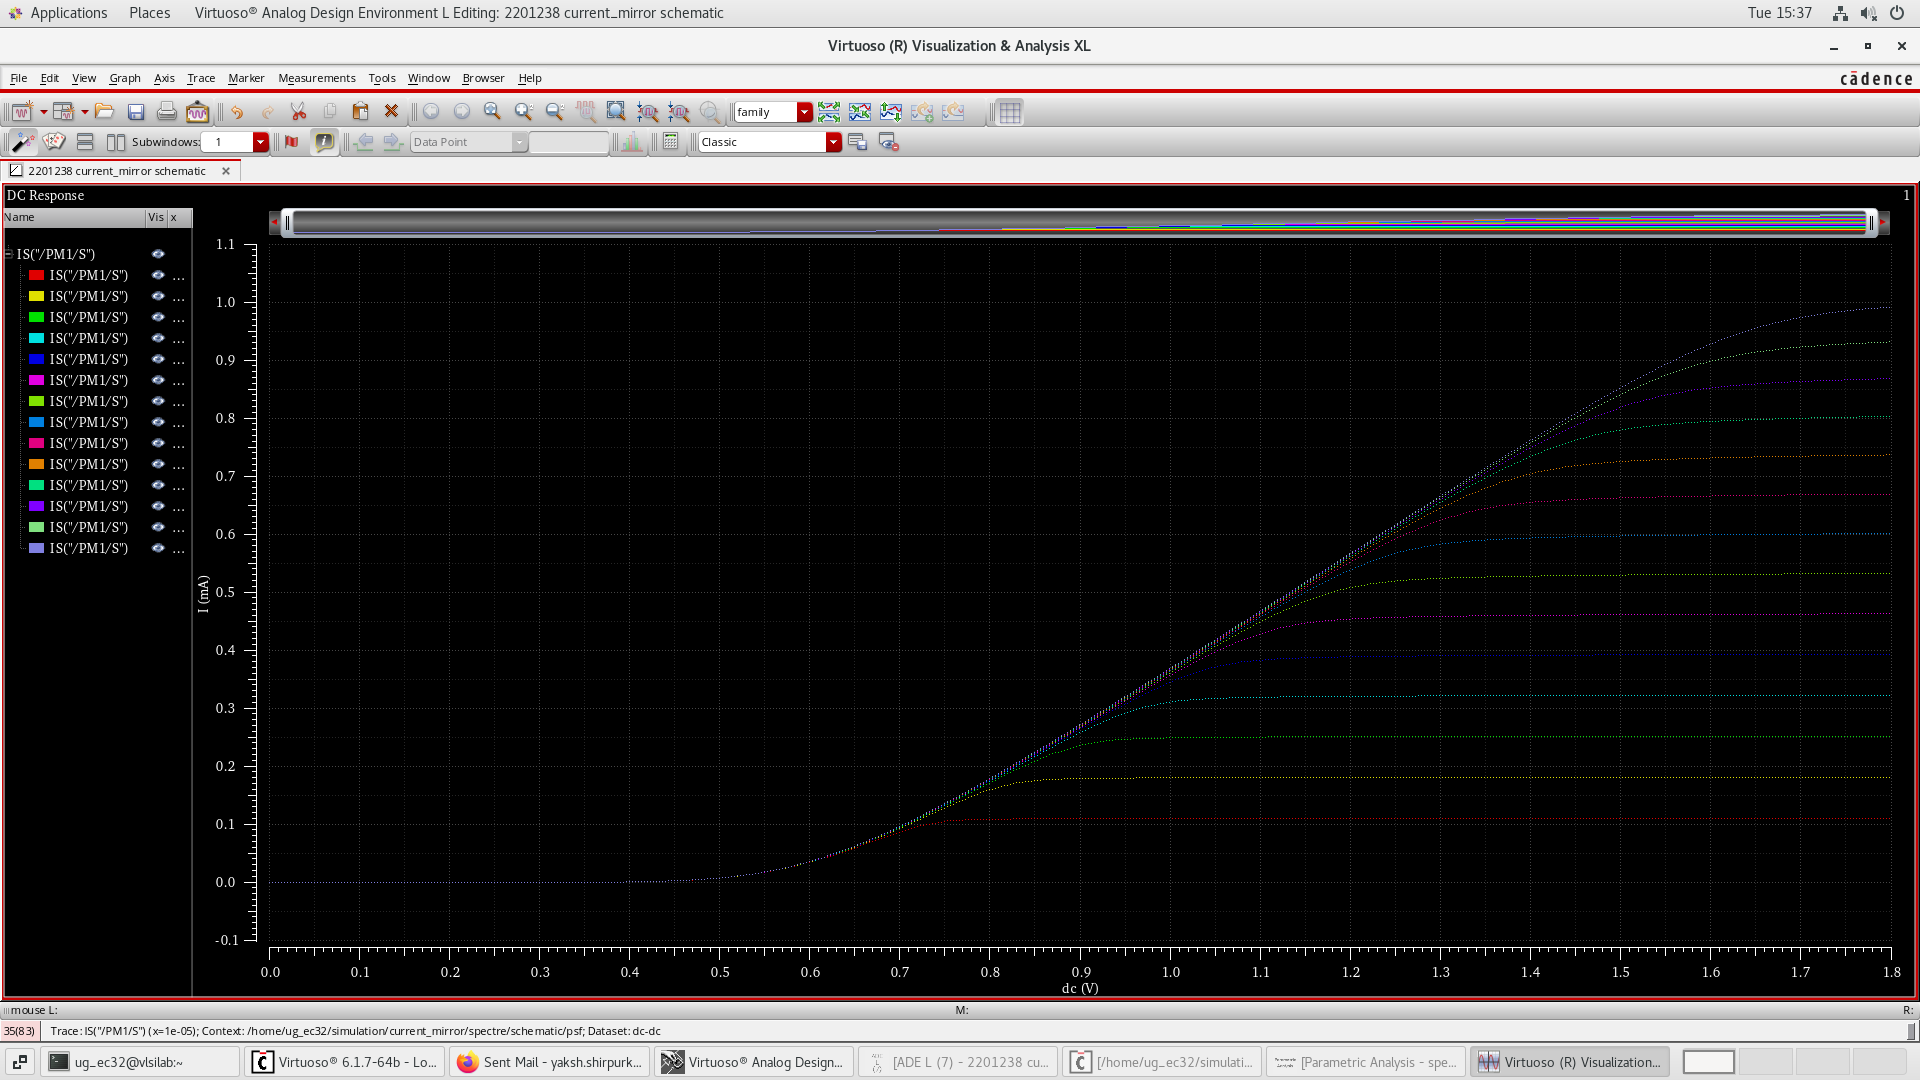 Applications Places Virtuoso® Analog Design Environment L Editing: 2201238 current_mirror schematic Tue 15:37
Virtuoso (R) Visualization & Analysis XL
File Edit View Graph Axis Trace Marker Measurements Tools Window Browser Help
cādence
family
Subwindows: 1 Data Point Classic
2201238 current_mirror schematic
DC Response 1
Name Vis x
IS("/PM1/S")
IS("/PM1/S") ...
IS("/PM1/S") ...
IS("/PM1/S") ...
IS("/PM1/S") ...
IS("/PM1/S") ...
IS("/PM1/S") ...
IS("/PM1/S") ...
IS("/PM1/S") ...
IS("/PM1/S") ...
IS("/PM1/S") ...
IS("/PM1/S") ...
IS("/PM1/S") ...
IS("/PM1/S") ...
IS("/PM1/S") ...
I (mA)
1.1
1.0
0.9
0.8
0.7
0.6
0.5
0.4
0.3
0.2
0.1
0.0
-0.1
0.0 0.1 0.2 0.3 0.4 0.5 0.6 0.7 0.8 0.9 1.0 1.1 1.2 1.3 1.4 1.5 1.6 1.7 1.8
dc (V)
mouse L: M: R:
35(83) Trace: IS("/PM1/S") (x=1e-05); Context: /home/ug_ec32/simulation/current_mirror/spectre/schematic/psf; Dataset: dc-dc
ug_ec32@vlsilab:~ Virtuoso® 6.1.7-64b - Lo... Sent Mail - yaksh.shirpurk... Virtuoso® Analog Design... [ADE L (7) - 2201238 cu... [/home/ug_ec32/simulati... [Parametric Analysis - spe... Virtuoso (R) Visualization...